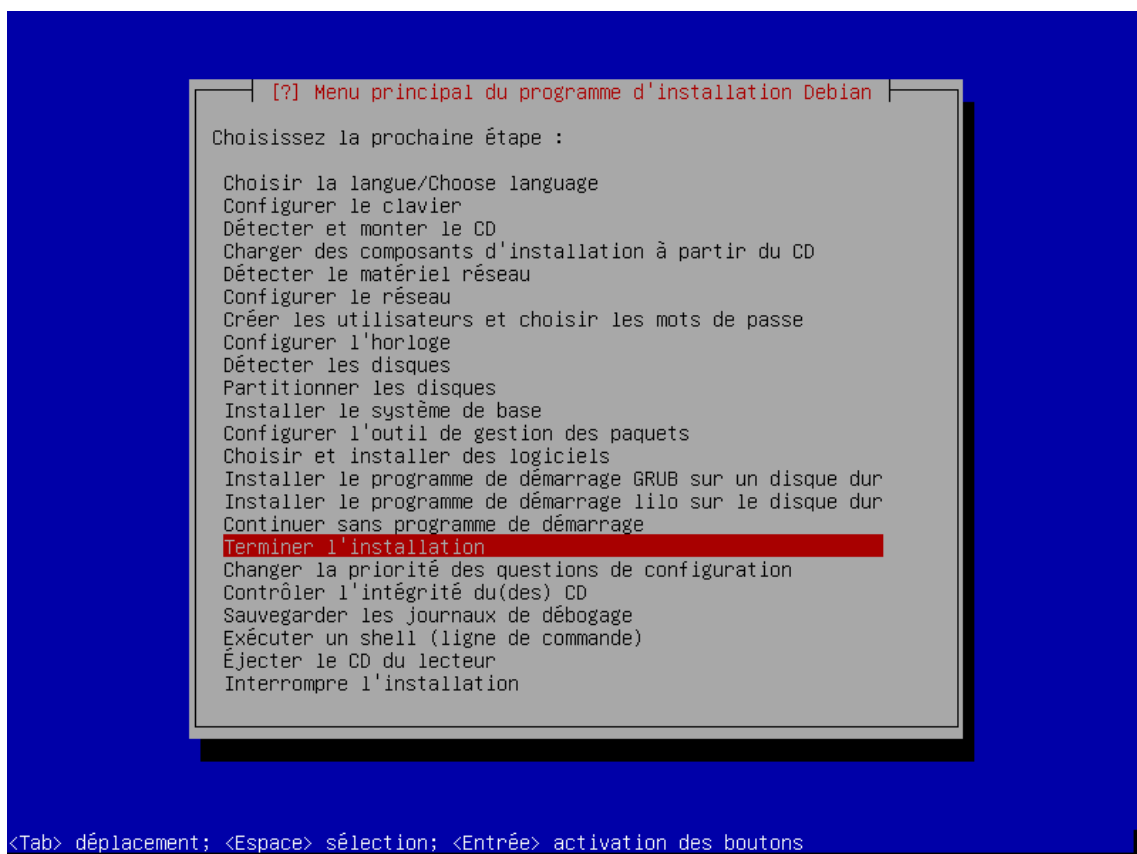 [?] Menu principal du programme d'installation Debian
Choisissez la prochaine étape :
Choisir la langue/Choose language
Configurer le clavier
Détecter et monter le CD
Charger des composants d'installation à partir du CD
Détecter le matériel réseau
Configurer le réseau
Créer les utilisateurs et choisir les mots de passe
Configurer l'horloge
Détecter les disques
Partitionner les disques
Installer le système de base
Configurer l'outil de gestion des paquets
Choisir et installer des logiciels
Installer le programme de démarrage GRUB sur un disque dur
Installer le programme de démarrage lilo sur le disque dur
Continuer sans programme de démarrage
Terminer l'installation
Changer la priorité des questions de configuration
Contrôler l'intégrité du(des) CD
Sauvegarder les journaux de débogage
Exécuter un shell (ligne de commande)
Éjecter le CD du lecteur
Interrompre l'installation
<Tab> déplacement; <Espace> sélection; <Entrée> activation des boutons